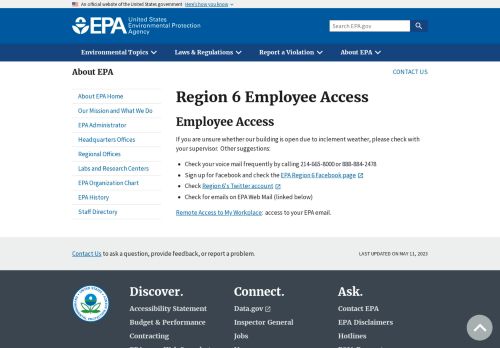 An official website of the United States government Here's how you know
EPA United States
Environmental Protection
Agency
Search EPA.gov
Environmental Topics
Laws & Regulations
Report a Violation
About EPA
About EPA
CONTACT US
About EPA Home
Our Mission and What We Do
EPA Administrator
Headquarters Offices
Regional Offices
Labs and Research Centers
EPA Organization Chart
EPA History
Staff Directory
Region 6 Employee Access
Employee Access
If you are unsure whether our building is open due to inclement weather, please check with
your supervisor. Other suggestions:
Check your voice mail frequently by calling 214-665-8000 or 888-884-2478
Sign up for Facebook and check the EPA Region 6 Facebook page
Check Region 6's Twitter account
Check for emails on EPA Web Mail (linked below)
Remote Access to My Workplace: access to your EPA email.
Contact Us to ask a question, provide feedback, or report a problem.
LAST UPDATED ON MAY 11, 2023
Discover.
Accessibility Statement
Budget & Performance
Contracting
Connect.
Data.gov
Inspector General
Jobs
Ask.
Contact EPA
EPA Disclaimers
Hotlines